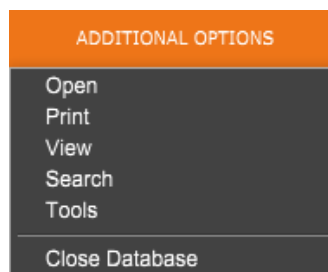 ADDITIONAL OPTIONS
Open
Print
View
Search
Tools
Close Database